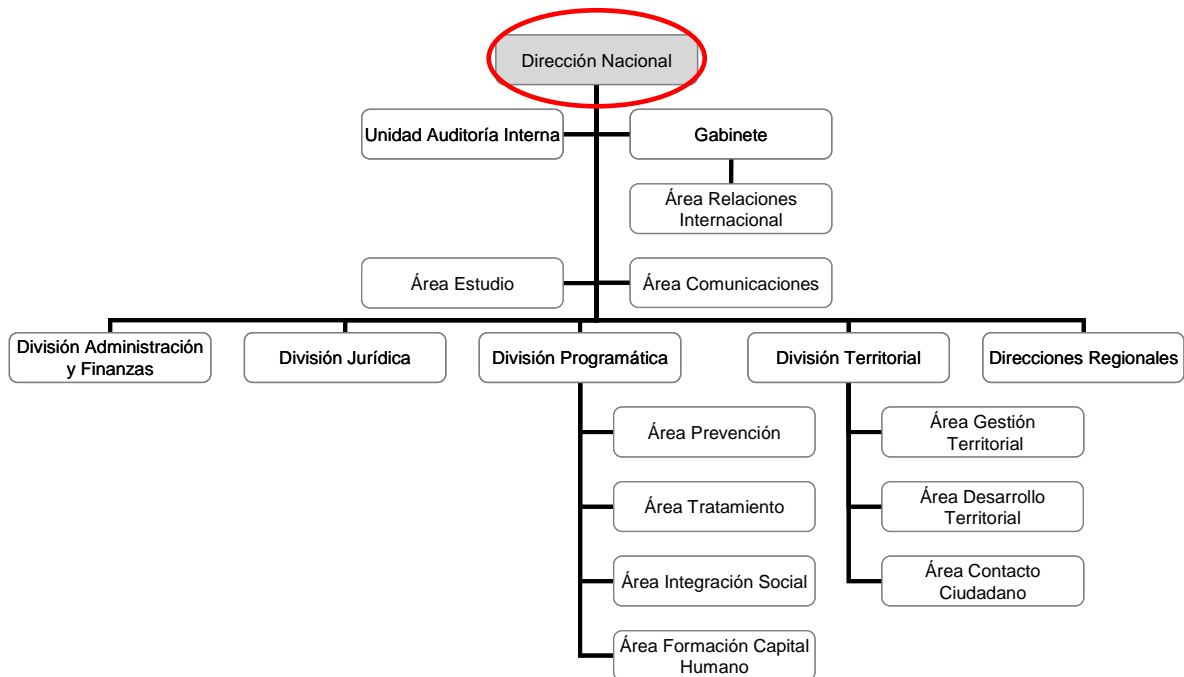 Dirección Nacional
Unidad Auditoría Interna
Gabinete
Área Relaciones
Internacional
Área Estudio
Área Comunicaciones
División Administración
y Finanzas
División Jurídica
División Programática
División Territorial
Direcciones Regionales
Área Prevención
Área Tratamiento
Área Integración Social
Área Formación Capital
Humano
Área Gestión
Territorial
Área Desarrollo
Territorial
Área Contacto
Ciudadano